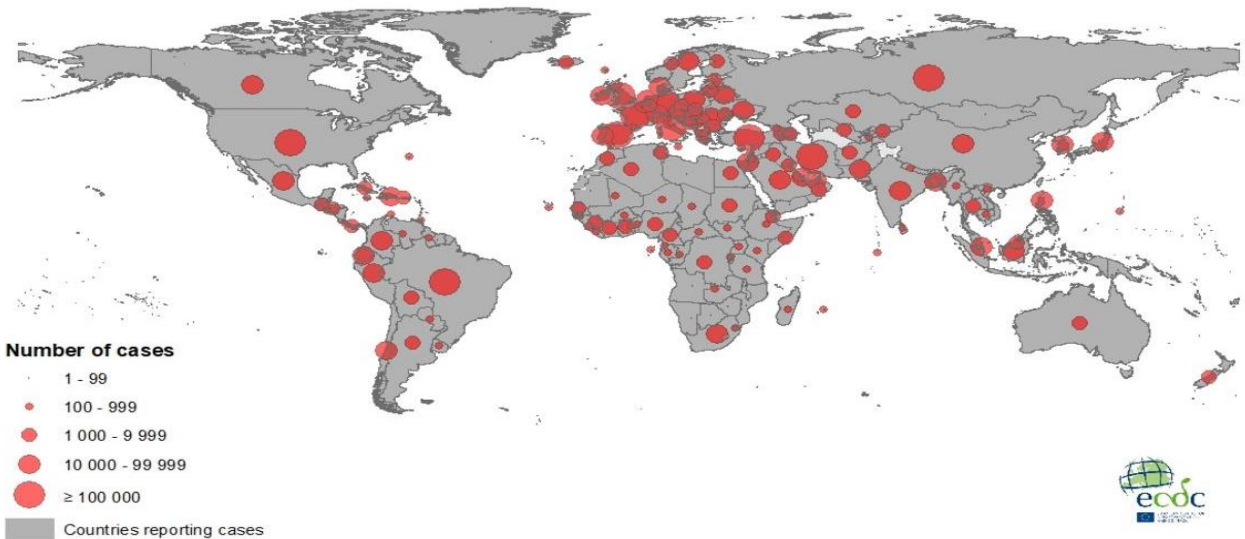 Number of cases
1 - 99
100 - 999
1 000 - 9 999
10 000 - 99 999
≥ 100 000
Countries reporting cases
ecdc